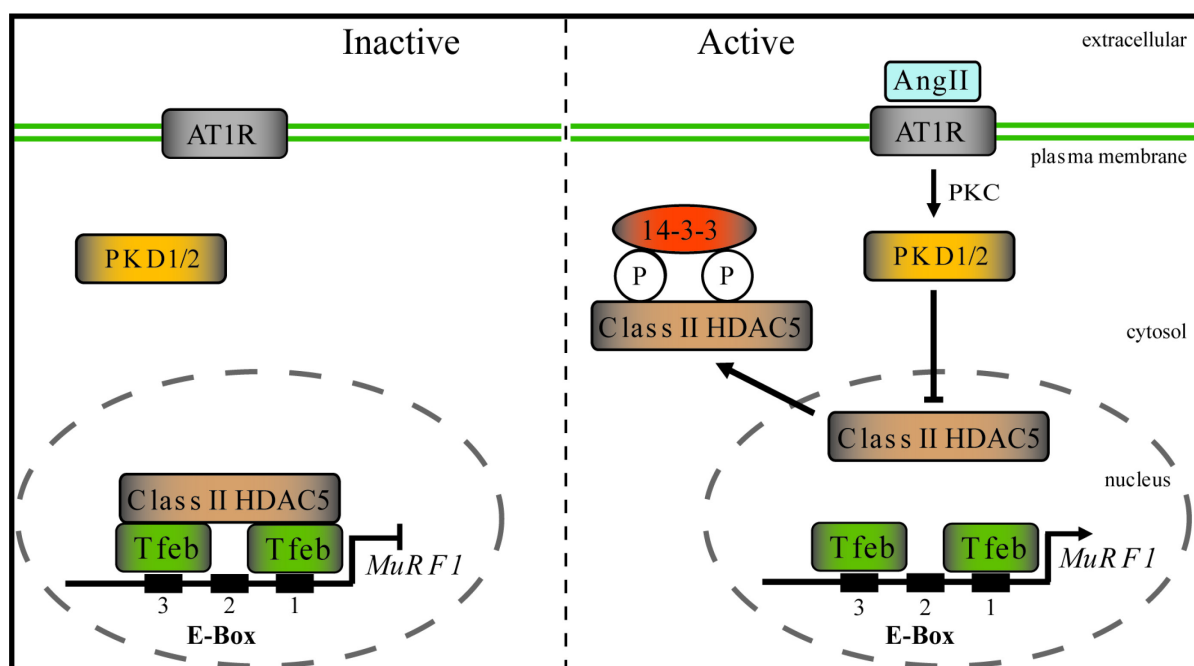 Inactive
AT1R
PKD1/2
Class II HDAC5
Tfeb Tfeb
MuRF1
3 2 1
E-Box
Active
extracellular
AngII
AT1R
plasma membrane
PKC
14-3-3
P P
PKD1/2
Class II HDAC5
cytosol
Class II HDAC5
nucleus
Tfeb Tfeb
MuRF1
3 2 1
E-Box